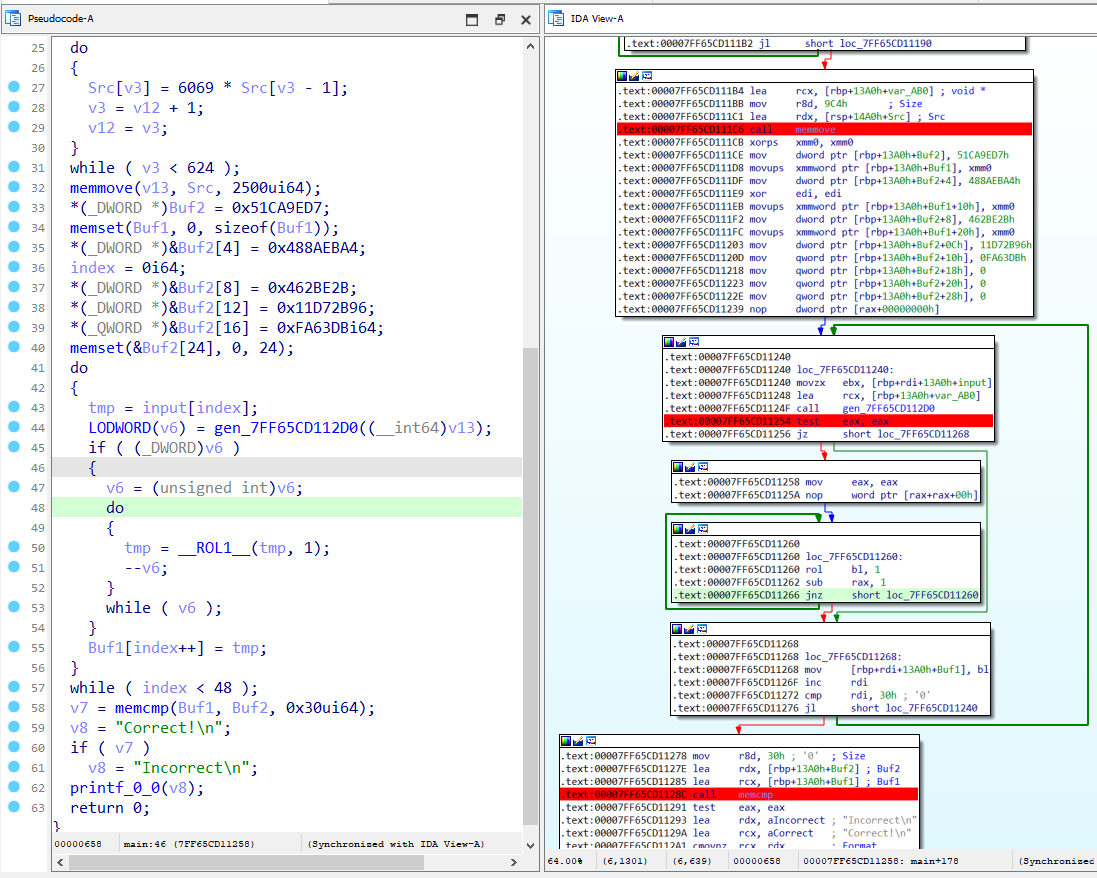 Pseudocode-A
25 do
26 {
27 Src[v3] = 6069 * Src[v3 - 1];
28 v3 = v12 + 1;
29 v12 = v3;
30 }
31 while ( v3 < 624 );
32 memmove(v13, Src, 2500ui64);
33 *(_DWORD *)Buf2 = 0x51CA9ED7;
34 memset(Buf1, 0, sizeof(Buf1));
35 *(_DWORD *)&Buf2[4] = 0x488AEBA4;
36 index = 0i64;
37 *(_DWORD *)&Buf2[8] = 0x462BE2B;
38 *(_DWORD *)&Buf2[12] = 0x11D72B96;
39 *(_QWORD *)&Buf2[16] = 0xFA63DBi64;
40 memset(&Buf2[24], 0, 24);
41 do
42 {
43 tmp = input[index];
44 LODWORD(v6) = gen_7FF65CD112D0((__int64)v13);
45 if ( (_DWORD)v6 )
46 {
47 v6 = (unsigned int)v6;
48 do
49 {
50 tmp = __ROL1__(tmp, 1);
51 --v6;
52 }
53 while ( v6 );
54 }
55 Buf1[index++] = tmp;
56 }
57 while ( index < 48 );
58 v7 = memcmp(Buf1, Buf2, 0x30ui64);
59 v8 = "Correct!\n";
60 if ( v7 )
61 v8 = "Incorrect\n";
62 printf_0_0(v8);
63 return 0;
}
00000658 main:46 (7FF65CD11258) (Synchronized with IDA View-A)
IDA View-A
.text:00007FF65CD111B2 jl short loc_7FF65CD11190
.text:00007FF65CD111B4 lea rcx, [rbp+13A0h+var_AB0] ; void *
.text:00007FF65CD111BB mov r8d, 9C4h ; Size
.text:00007FF65CD111C1 lea rdx, [rsp+14A0h+Src] ; Src
.text:00007FF65CD111C6 call memmove
.text:00007FF65CD111CB xorps xmm0, xmm0
.text:00007FF65CD111CE mov dword ptr [rbp+13A0h+Buf2], 51CA9ED7h
.text:00007FF65CD111D8 movups xmmword ptr [rbp+13A0h+Buf1], xmm0
.text:00007FF65CD111DF mov dword ptr [rbp+13A0h+Buf2+4], 488AEBA4h
.text:00007FF65CD111E9 xor edi, edi
.text:00007FF65CD111EB movups xmmword ptr [rbp+13A0h+Buf1+10h], xmm0
.text:00007FF65CD111F2 mov dword ptr [rbp+13A0h+Buf2+8], 462BE2Bh
.text:00007FF65CD111FC movups xmmword ptr [rbp+13A0h+Buf1+20h], xmm0
.text:00007FF65CD11203 mov dword ptr [rbp+13A0h+Buf2+0Ch], 11D72B96h
.text:00007FF65CD1120D mov qword ptr [rbp+13A0h+Buf2+10h], 0FA63DBh
.text:00007FF65CD11218 mov qword ptr [rbp+13A0h+Buf2+18h], 0
.text:00007FF65CD11223 mov qword ptr [rbp+13A0h+Buf2+20h], 0
.text:00007FF65CD1122E mov qword ptr [rbp+13A0h+Buf2+28h], 0
.text:00007FF65CD11239 nop dword ptr [rax+00000000h]
.text:00007FF65CD11240
.text:00007FF65CD11240 loc_7FF65CD11240:
.text:00007FF65CD11240 movzx ebx, [rbp+rdi+13A0h+input]
.text:00007FF65CD11248 lea rcx, [rbp+13A0h+var_AB0]
.text:00007FF65CD1124F call gen_7FF65CD112D0
.text:00007FF65CD11254 test eax, eax
.text:00007FF65CD11256 jz short loc_7FF65CD11268
.text:00007FF65CD11258 mov eax, eax
.text:00007FF65CD1125A nop word ptr [rax+rax+00h]
.text:00007FF65CD11260
.text:00007FF65CD11260 loc_7FF65CD11260:
.text:00007FF65CD11260 rol bl, 1
.text:00007FF65CD11262 sub rax, 1
.text:00007FF65CD11266 jnz short loc_7FF65CD11260
.text:00007FF65CD11268
.text:00007FF65CD11268 loc_7FF65CD11268:
.text:00007FF65CD11268 mov [rbp+rdi+13A0h+Buf1], bl
.text:00007FF65CD1126F inc rdi
.text:00007FF65CD11272 cmp rdi, 30h ; '0'
.text:00007FF65CD11276 jl short loc_7FF65CD11240
.text:00007FF65CD11278 mov r8d, 30h ; '0' ; Size
.text:00007FF65CD1127E lea rdx, [rbp+13A0h+Buf2] ; Buf2
.text:00007FF65CD11285 lea rcx, [rbp+13A0h+Buf1] ; Buf1
.text:00007FF65CD1128C call memcmp
.text:00007FF65CD11291 test eax, eax
.text:00007FF65CD11293 lea rdx, aIncorrect ; "Incorrect\n"
.text:00007FF65CD1129A lea rcx, aCorrect ; "Correct!\n"
.text:00007FF65CD112A1 cmovnz rcx, rdx ; Format
64.00% (6,1301) (6,639) 00000658 00007FF65CD11258: main+178 (Synchronized